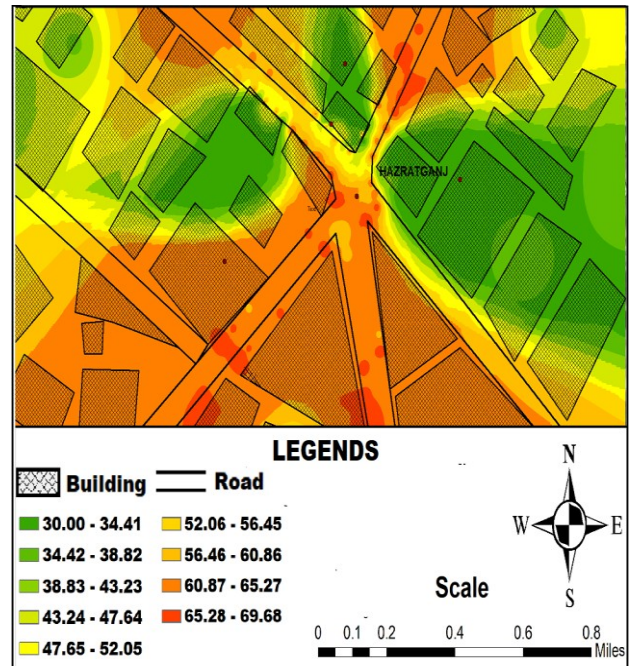 HAZRATGANJ
LEGENDS
Building
Road
30.00 - 34.41
34.42 - 38.82
38.83 - 43.23
43.24 - 47.64
47.65 - 52.05
52.06 - 56.45
56.46 - 60.86
60.87 - 65.27
65.28 - 69.68
N
W E
S
Scale
0 0.1 0.2 0.4 0.6 0.8
Miles